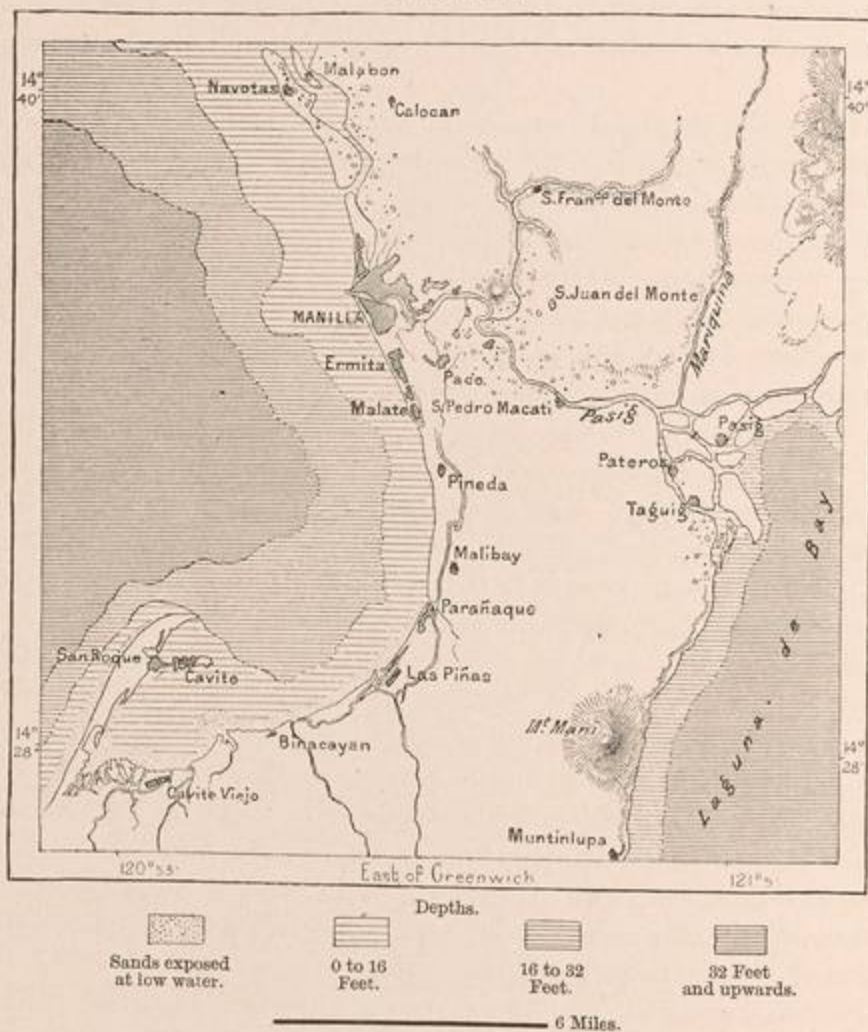 14°
40'
14°
40'
Malabon
Navotas
Calocan
S. Fran.co del Monte
S. Juan del Monte
Mariquina
MANILLA
Ermita
Paco.
Malate
S. Pedro Macati
Pasig
Pasig
Pateros
Pineda
Taguig
Laguna de Bay
Malibay
Parañaque
San Roque
Cavite
Las Piñas
14°
28'
14°
28'
Binacayan
Cavite Viejo
Muntinlupa
120°53'
East of Greenwich
121°5'
Depths.
Sands exposed
at low water.
0 to 16
Feet.
16 to 32
Feet.
32 Feet
and upwards.
6 Miles.